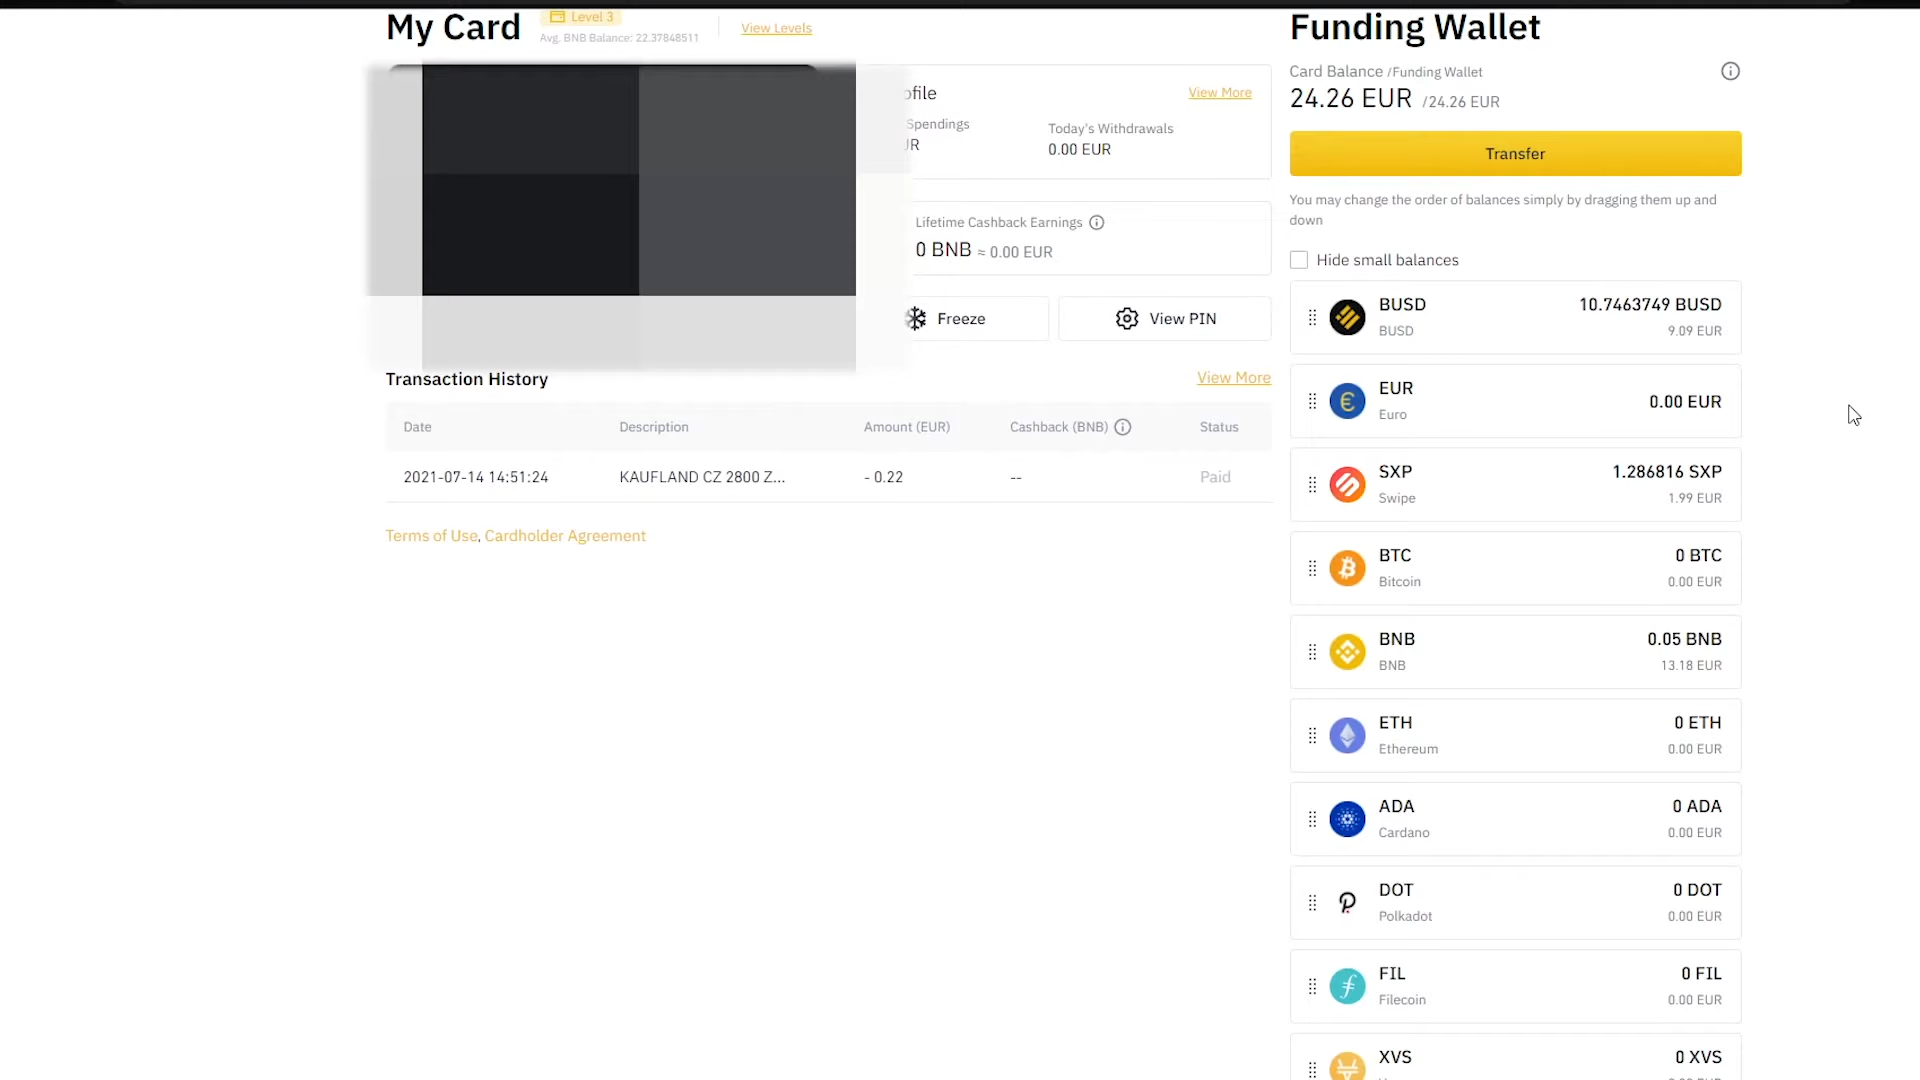 My Card
Level 3
Avg. BNB Balance: 22.37848511
View Levels
ofile
View More
Spendings
Today's Withdrawals
0.00 EUR
Lifetime Cashback Earnings
0 BNB ≈ 0.00 EUR
Freeze
View PIN
Transaction History
View More
Date Description Amount (EUR) Cashback (BNB) Status
2021-07-14 14:51:24 KAUFLAND CZ 2800 Z... - 0.22 -- Paid
Terms of Use, Cardholder Agreement
Funding Wallet
Card Balance /Funding Wallet
24.26 EUR /24.26 EUR
Transfer
You may change the order of balances simply by dragging them up and
down
Hide small balances
BUSD 10.7463749 BUSD
BUSD 9.09 EUR
EUR 0.00 EUR
Euro
SXP 1.286816 SXP
Swipe 1.99 EUR
BTC 0 BTC
Bitcoin 0.00 EUR
BNB 0.05 BNB
BNB 13.18 EUR
ETH 0 ETH
Ethereum 0.00 EUR
ADA 0 ADA
Cardano 0.00 EUR
DOT 0 DOT
Polkadot 0.00 EUR
FIL 0 FIL
Filecoin 0.00 EUR
XVS 0 XVS